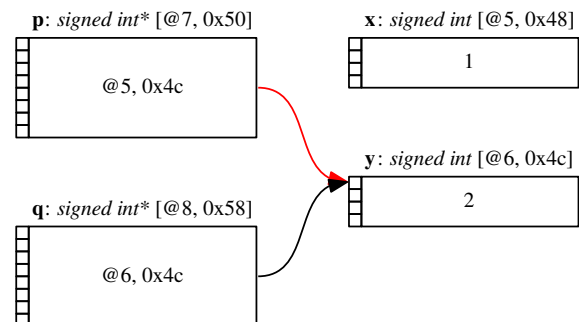 p: signed int* [@7, 0x50]
@5, 0x4c
x: signed int [@5, 0x48]
1
y: signed int [@6, 0x4c]
2
q: signed int* [@8, 0x58]
@6, 0x4c